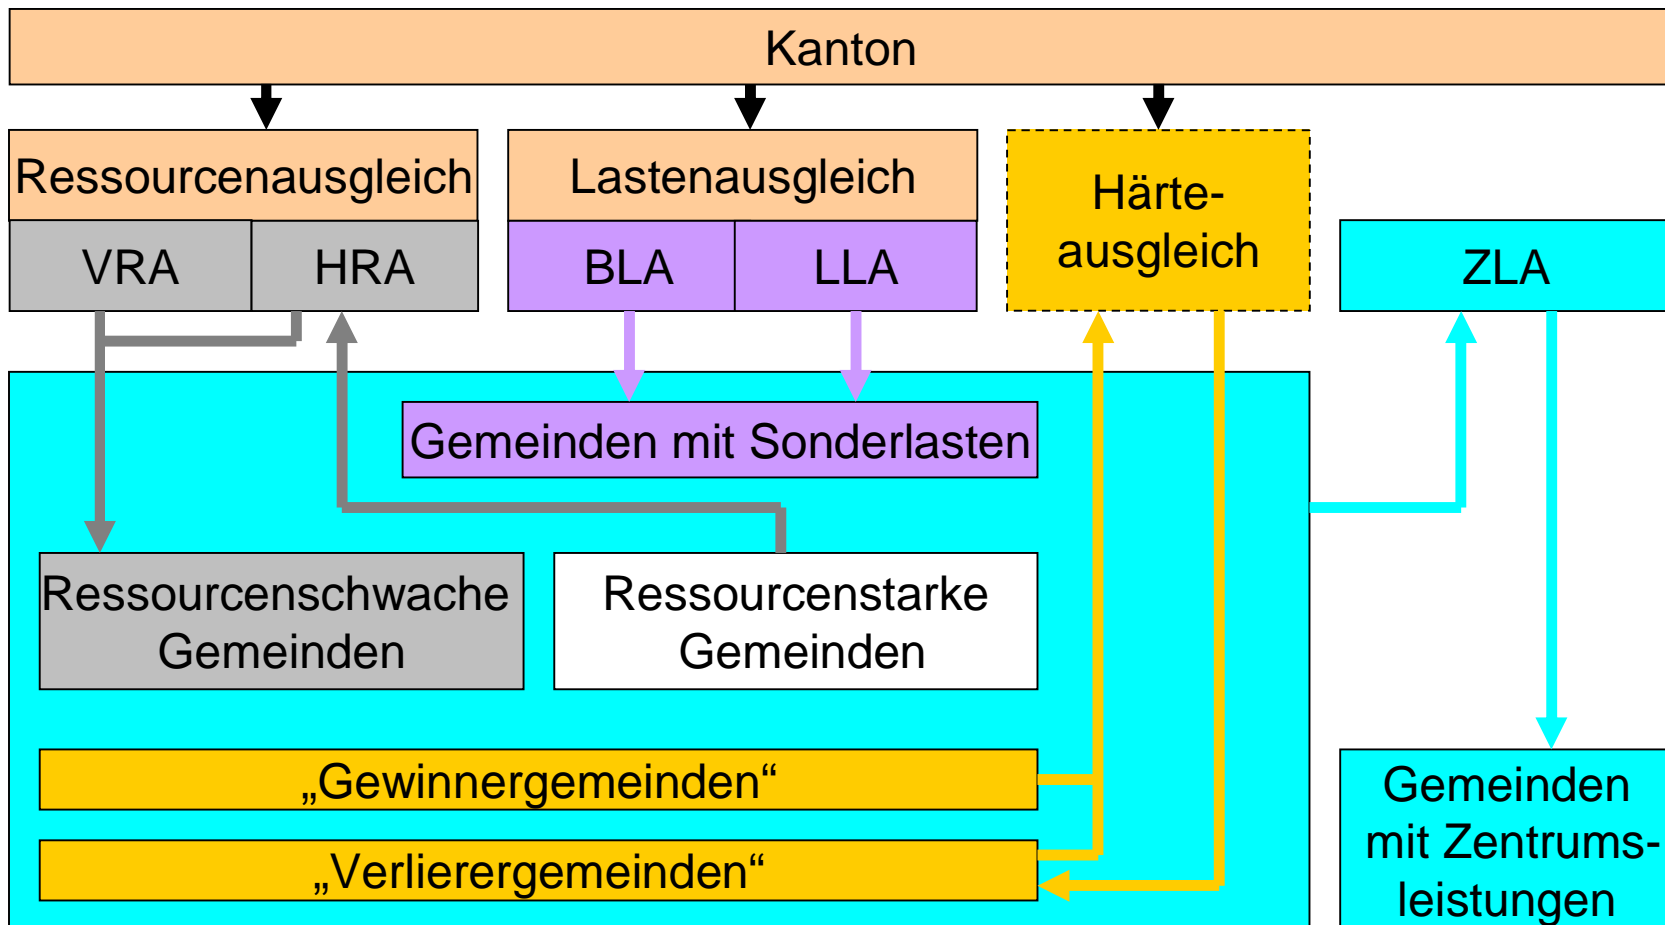 Kanton
Ressourcenausgleich
Lastenausgleich
Härte-
ausgleich
VRA
HRA
BLA
LLA
ZLA
Gemeinden mit Sonderlasten
Ressourcenschwache
Gemeinden
Ressourcenstarke
Gemeinden
„Gewinnergemeinden“
„Verlierergemeinden“
Gemeinden
mit Zentrums-
leistungen